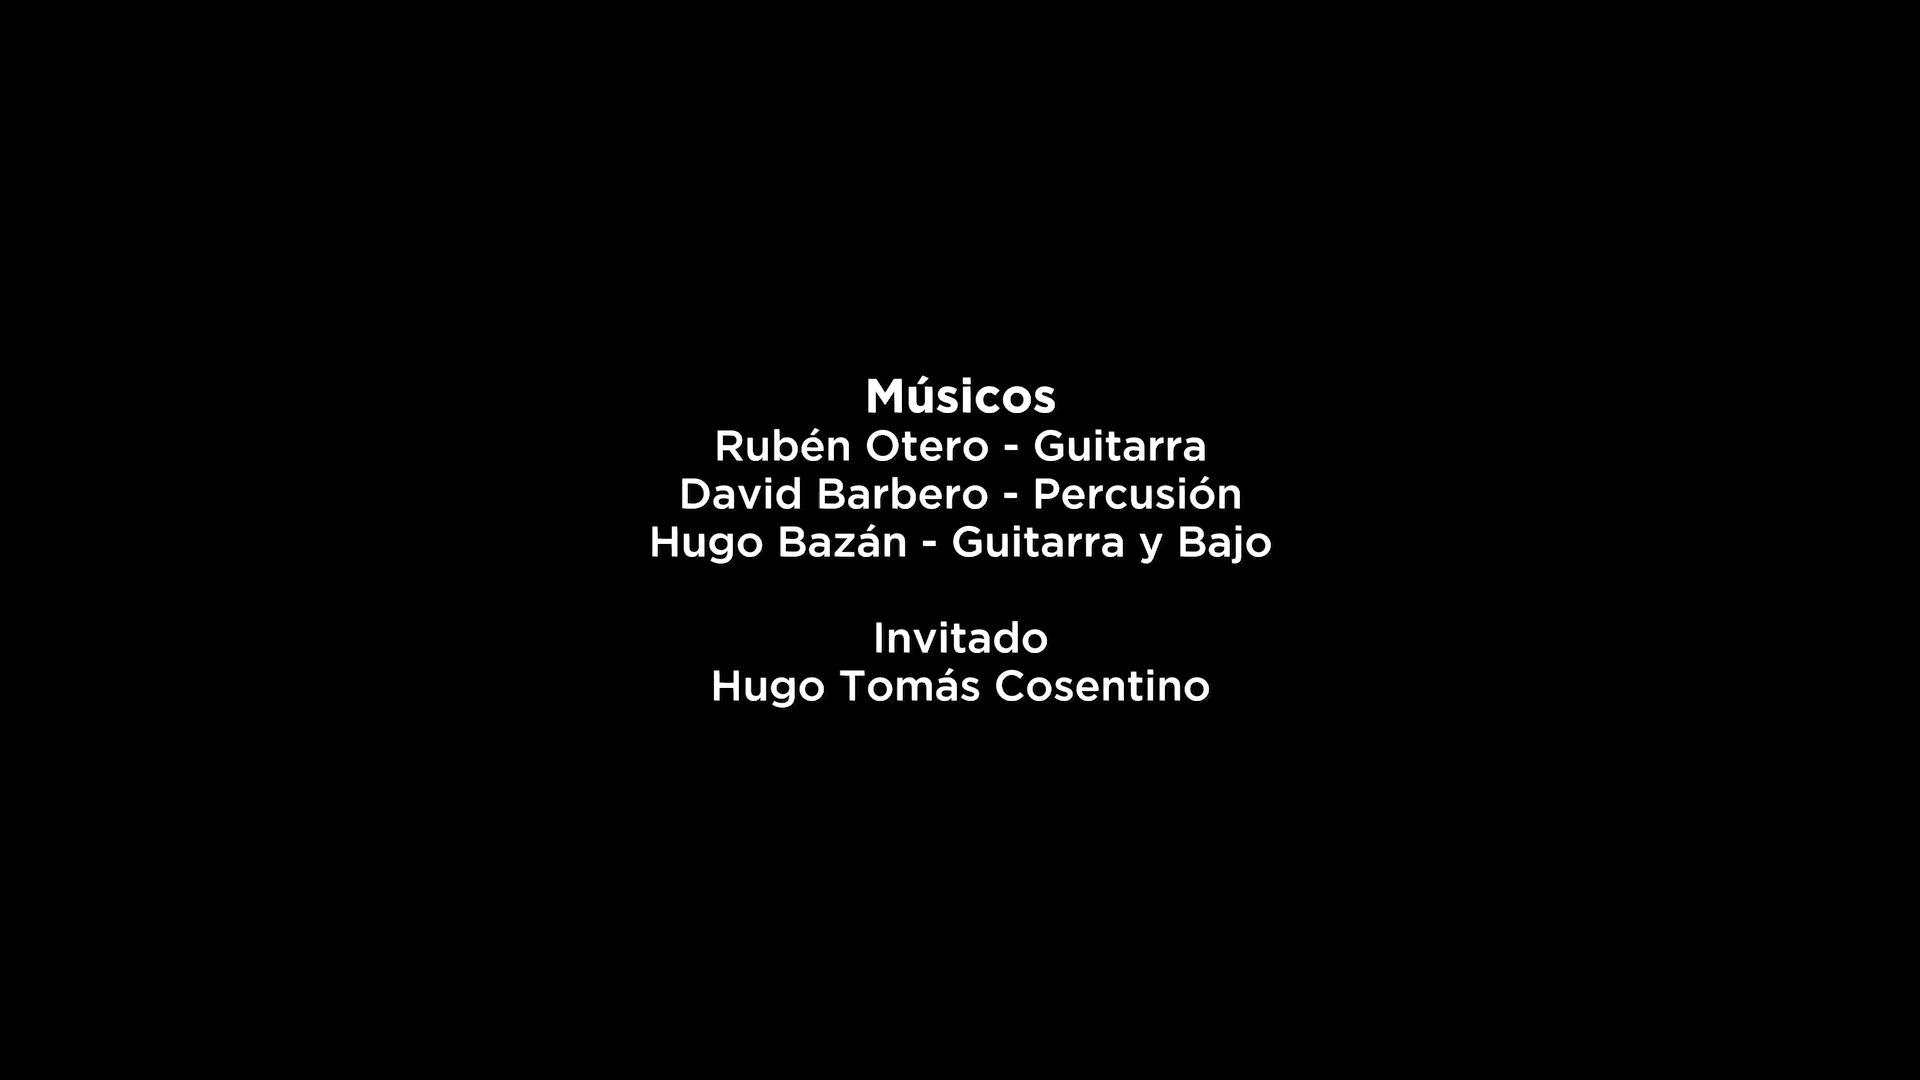 Músicos
Rubén Otero - Guitarra
David Barbero - Percusión
Hugo Bazán - Guitarra y Bajo
Invitado
Hugo Tomás Cosentino